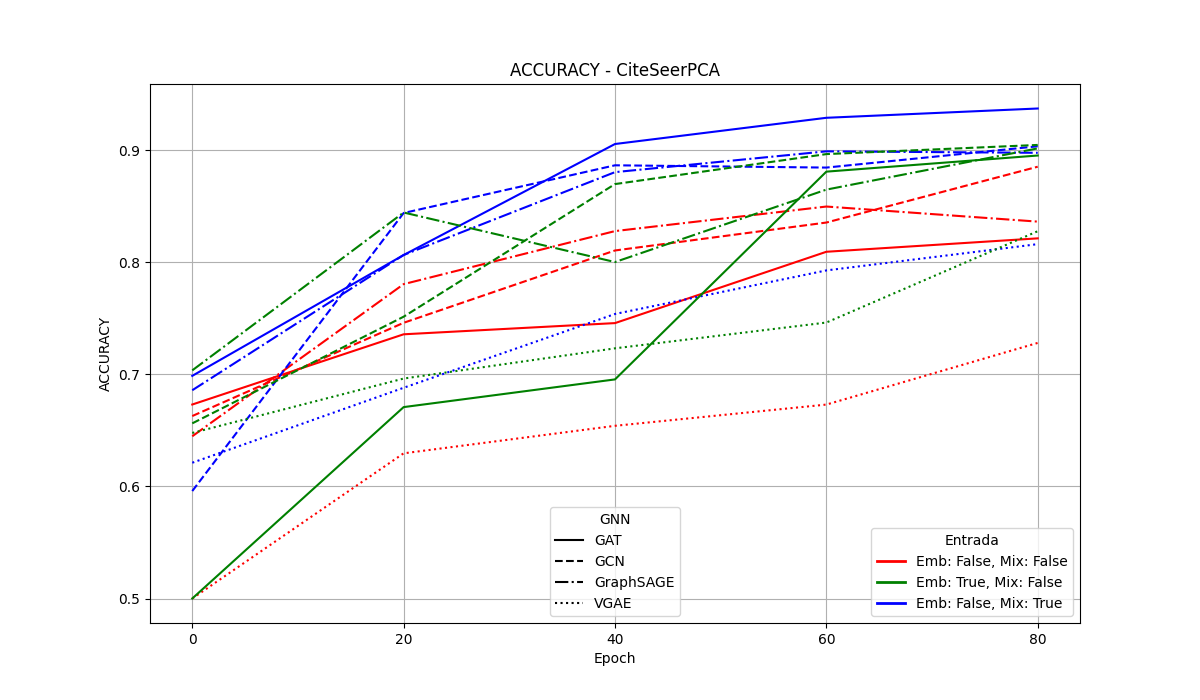 ACCURACY - CiteSeerPCA
ACCURACY
0.9
0.8
0.7
0.6
0.5
0
20
40
60
80
Epoch
GNN
GAT
GCN
GraphSAGE
VGAE
Entrada
Emb: False, Mix: False
Emb: True, Mix: False
Emb: False, Mix: True